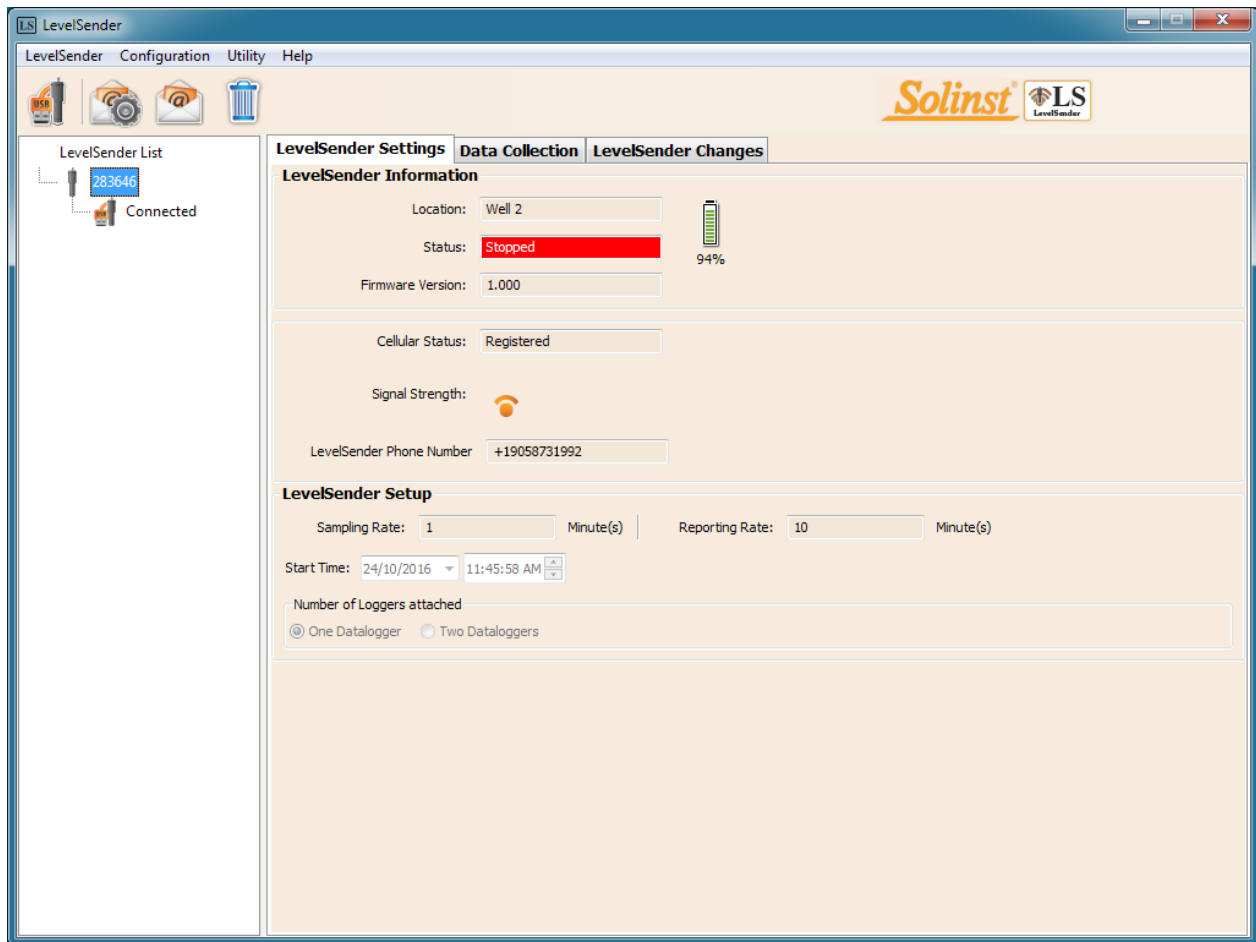 LS LevelSender
LevelSender Configuration Utility Help
USB @ Solinst® LS LevelSender
LevelSender List
283646
Connected
LevelSender Settings Data Collection LevelSender Changes
LevelSender Information
Location: Well 2
Status: Stopped
94%
Firmware Version: 1.000
Cellular Status: Registered
Signal Strength:
LevelSender Phone Number +19058731992
LevelSender Setup
Sampling Rate: 1 Minute(s) Reporting Rate: 10 Minute(s)
Start Time: 24/10/2016 11:45:58 AM
Number of Loggers attached
One Datalogger Two Dataloggers